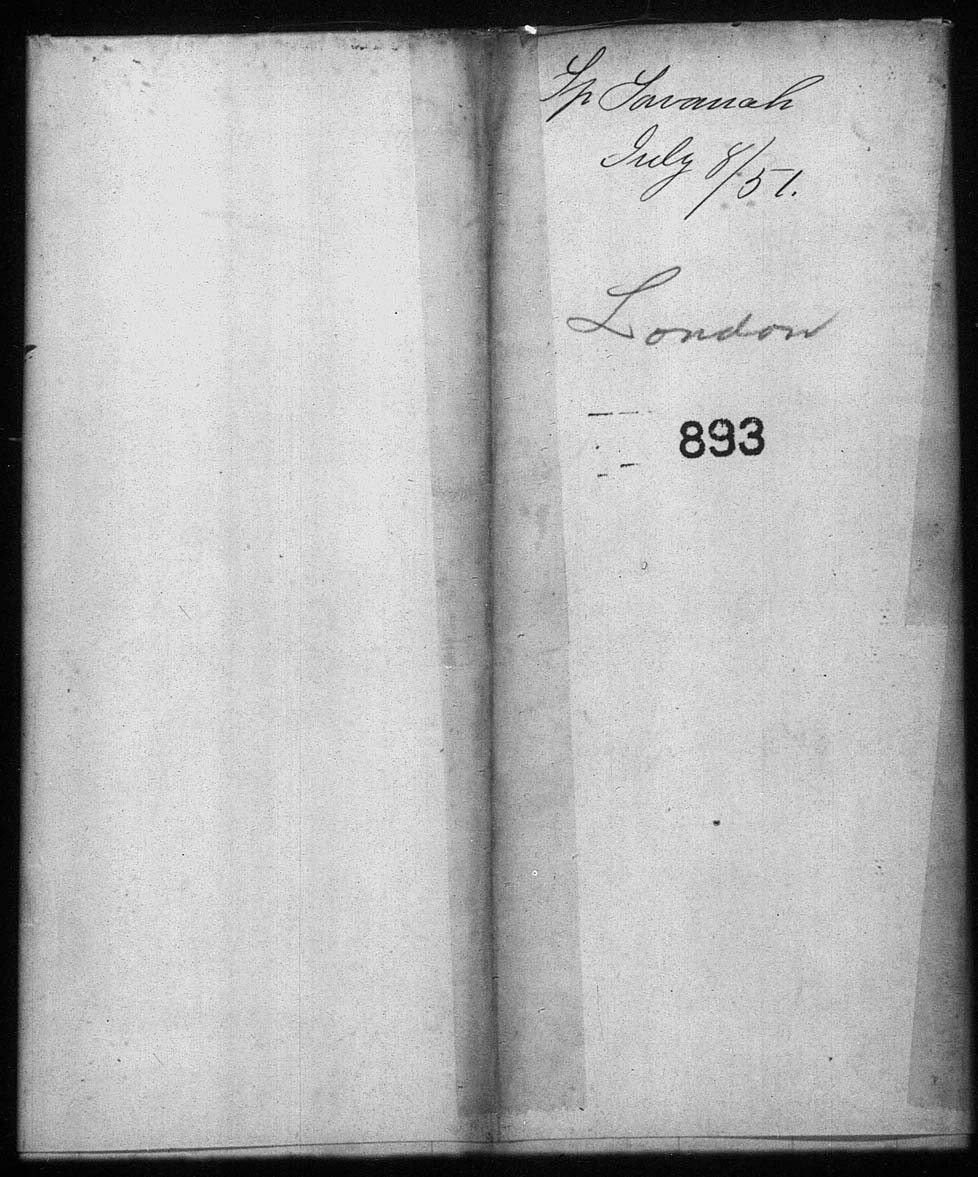 Sp Savanah
July 8/51.
London
893